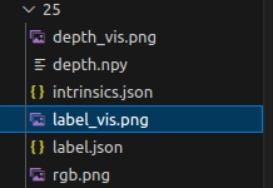 25
depth_vis.png
depth.npy
{} intrinsics.json
label_vis.png
{} label.json
rgb.png